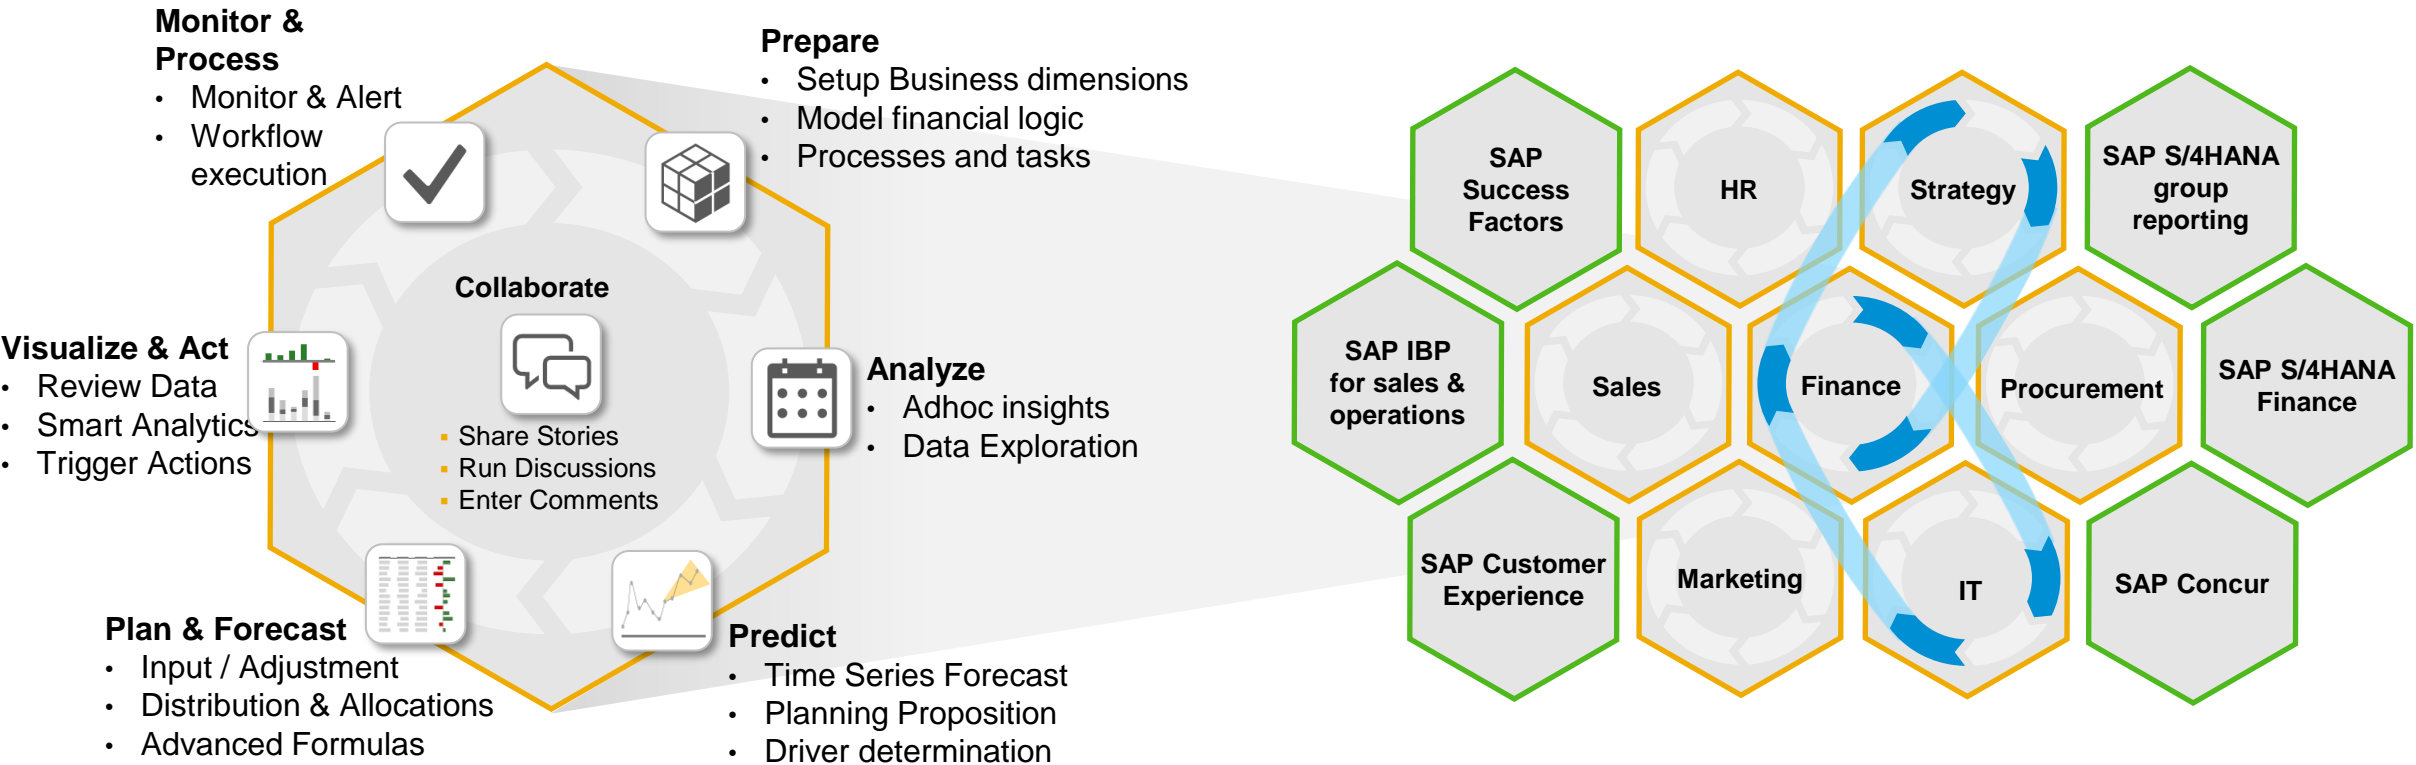 Monitor &
Process
• Monitor & Alert
• Workflow
execution
Prepare
• Setup Business dimensions
• Model financial logic
• Processes and tasks
Collaborate
▪ Share Stories
▪ Run Discussions
▪ Enter Comments
Visualize & Act
• Review Data
• Smart Analytics
• Trigger Actions
Analyze
• Adhoc insights
• Data Exploration
Plan & Forecast
• Input / Adjustment
• Distribution & Allocations
• Advanced Formulas
Predict
• Time Series Forecast
• Planning Proposition
• Driver determination
SAP
Success
Factors
HR
Strategy
SAP S/4HANA
group
reporting
SAP IBP
for sales &
operations
Sales
Finance
Procurement
SAP S/4HANA
Finance
SAP Customer
Experience
Marketing
IT
SAP Concur